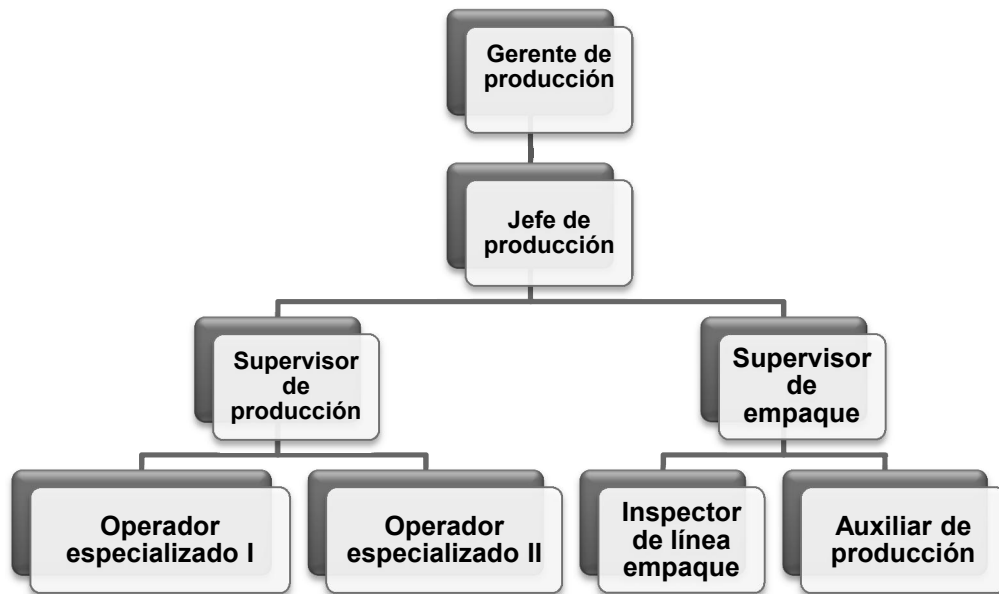 Gerente de
producción
Jefe de
producción
Supervisor
de
producción
Supervisor
de
empaque
Operador
especializado I
Operador
especializado II
Inspector
de línea
empaque
Auxiliar de
producción